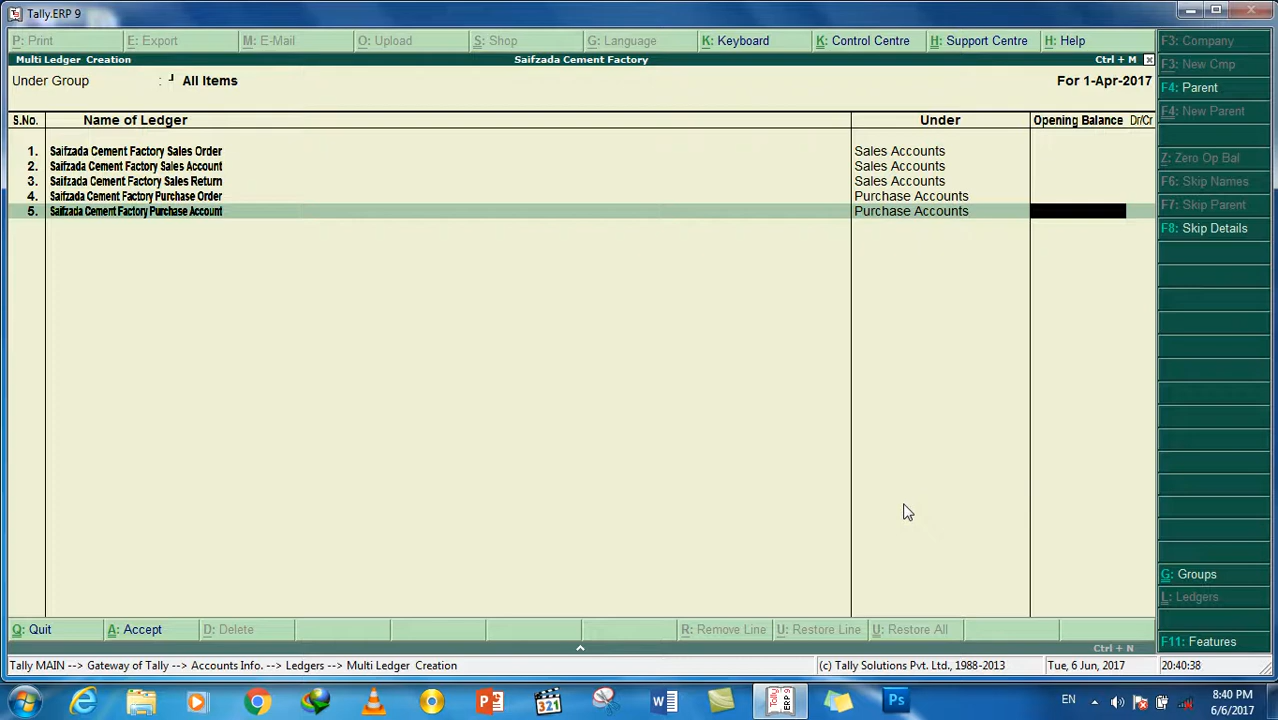 Tally.ERP 9
P: Print E: Export M: E-Mail O: Upload S: Shop G: Language K: Keyboard K: Control Centre H: Support Centre H: Help
Multi Ledger Creation Saifzada Cement Factory Ctrl + M
Under Group : All Items For 1-Apr-2017
S.No. Name of Ledger Under Opening Balance Dr/Cr
1. Saifzada Cement Factory Sales Order Sales Accounts
2. Saifzada Cement Factory Sales Account Sales Accounts
3. Saifzada Cement Factory Sales Return Sales Accounts
4. Saifzada Cement Factory Purchase Order Purchase Accounts
5. Saifzada Cement Factory Purchase Account Purchase Accounts
F3: Company
F3: New Cmp
F4: Parent
F4: New Parent
Z: Zero Op Bal
F6: Skip Names
F7: Skip Parent
F8: Skip Details
G: Groups
L: Ledgers
F11: Features
Q: Quit A: Accept D: Delete R: Remove Line U: Restore Line U: Restore All
Ctrl + N
Tally MAIN --> Gateway of Tally --> Accounts Info. --> Ledgers --> Multi Ledger Creation (c) Tally Solutions Pvt. Ltd., 1988-2013 Tue, 6 Jun, 2017 20:40:38
321 W ERP 9 Ps EN 8:40 PM
6/6/2017